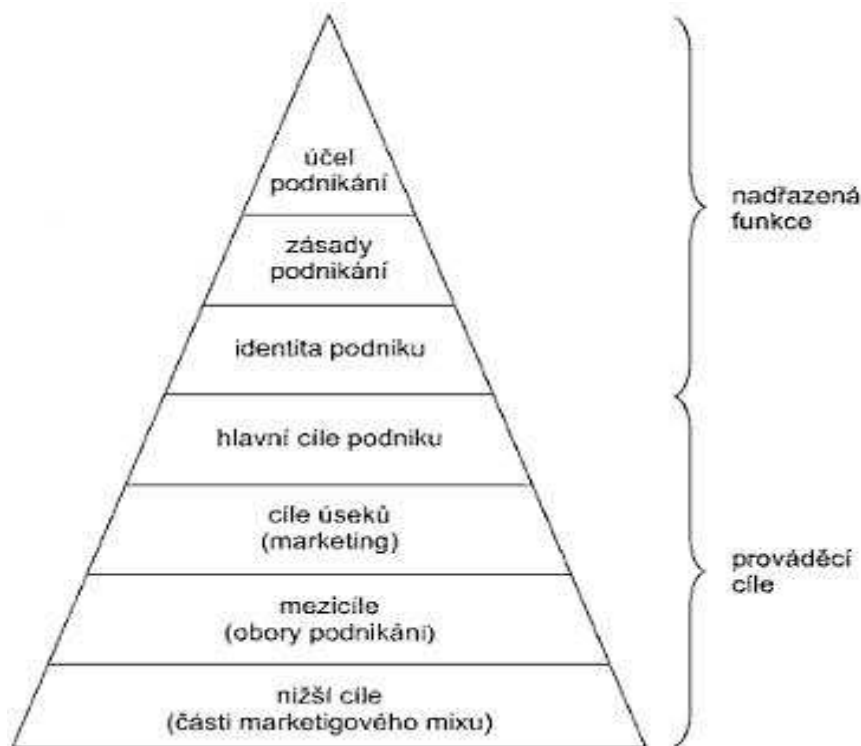 účel
podnikání
zásady
podnikání
identita podniku
hlavní cíle podniku
cíle úseků
(marketing)
mezicíle
(obory podnikání)
nižší cíle
(části marketigového mixu)
nadřazená
funkce
prováděcí
cíle